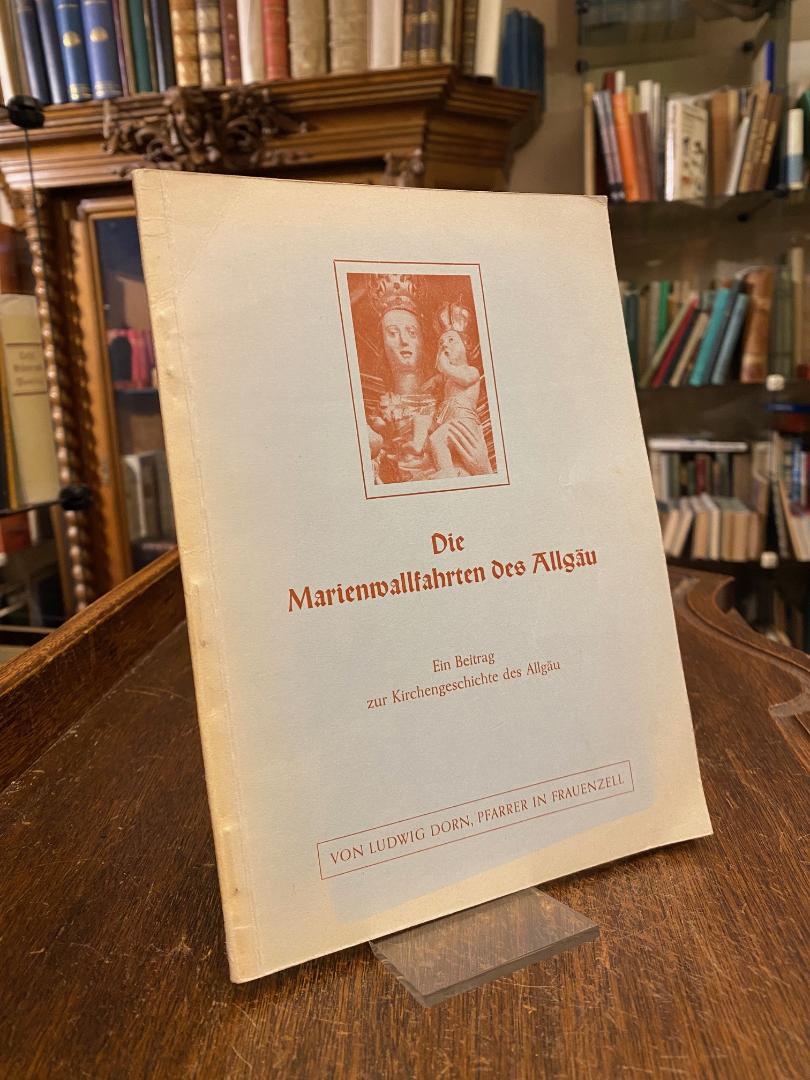 Die
Marienwallfahrten des Allgäu
Ein Beitrag
zur Kirchengeschichte des Allgäu
VON LUDWIG DORN, PFARRER IN FRAUENZELL